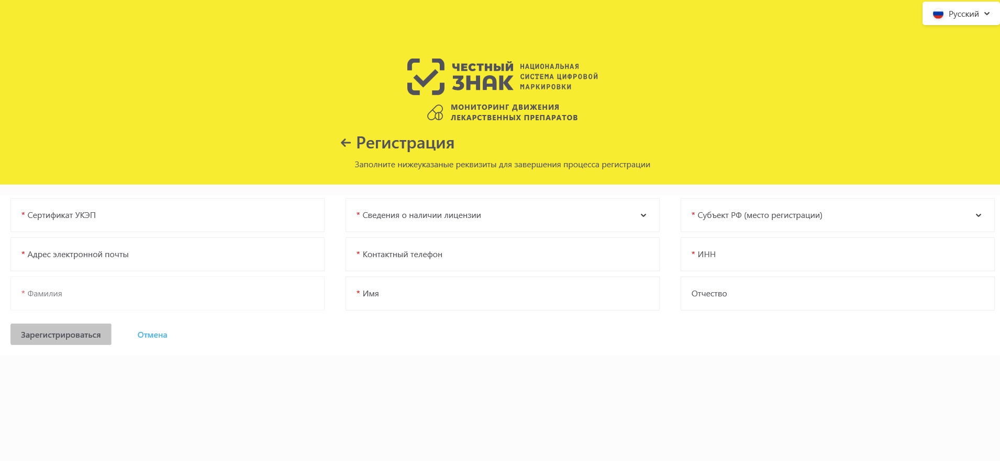 Русский
ЧЕСТНЫЙ
ЗНАК
НАЦИОНАЛЬНАЯ
СИСТЕМА ЦИФРОВОЙ
МАРКИРОВКИ
МОНИТОРИНГ ДВИЖЕНИЯ
ЛЕКАРСТВЕННЫХ ПРЕПАРАТОВ
Регистрация
Заполните нижеуказаные реквизиты для завершения процесса регистрации
* Сертификат УКЭП
* Сведения о наличии лицензии
* Субъект РФ (место регистрации)
* Адрес электронной почты
* Контактный телефон
* ИНН
* Фамилия
* Имя
Отчество
Зарегистрироваться
Отмена